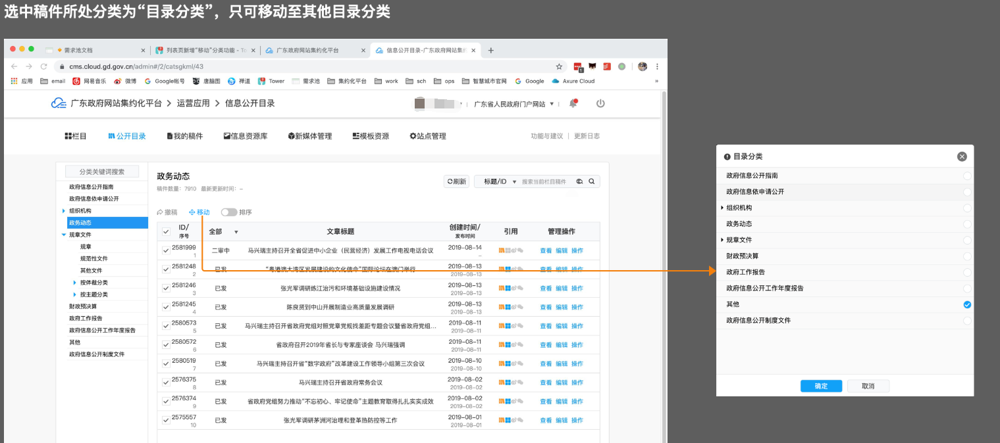 选中稿件所处分类为“目录分类”，只可移动至其他目录分类
需求池文档
列表页新增“移动”分类功能 - To
广东政府网站集约化平台
信息公开目录-广东政府网站集约
cms.cloud.gd.gov.cn/admin#/2/catsgkml/43
应用 email 网易音乐 微博 Google帐号 唐脑图 禅道 Tower 需求池 集约化平台 work sch ops 智慧城市官网 Google Axure Cloud »
广东政府网站集约化平台 > 运营应用 > 信息公开目录
广东省人民政府门户网站
栏目 公开目录 我的稿件 信息资源库 新媒体管理 模板资源 站点管理
功能与建议 | 更新日志
分类关键词搜索
政府信息公开指南
政府信息依申请公开
组织机构
政务动态
规章文件
规章
规范性文件
其他文件
按体裁分类
按主题分类
财政预决算
政府工作报告
政府信息公开工作年度报告
其他
政府信息公开制度文件
政务动态
稿件数量：7910 最新更新时间：–
刷新 标题/ID 搜索当前栏目稿件
撤稿 移动 排序
ID/ 序号 全部 文章标题 创建时间/ 发布时间 引用 管理操作
2581999 二审中 马兴瑞主持召开全省促进中小企业（民营经济）发展工作电视电话会议 2019-08-14 查看 编辑 操作
1 –
2581248 已发 “粤港澳大湾区发展建设的文化使命”国际论坛在澳门举行 2019-08-13 查看 编辑 操作
2 2019-08-13
2581246 已发 张光军调研练江治污和环境基础设施建设情况 2019-08-13 查看 编辑 操作
3 2019-08-13
2581245 已发 陈良贤到中山开展制造业高质量发展调研 2019-08-13 查看 编辑 操作
4 2019-08-13
2580573 已发 马兴瑞主持召开省政府党组对照党章党规找差距专题会议暨省政府党组... 2019-08-11 查看 编辑 操作
5 2019-08-11
2580572 已发 省政府召开2019年省长与专家座谈会 马兴瑞强调 2019-08-11 查看 编辑 操作
6 2019-08-11
2580519 已发 马兴瑞主持召开省“数字政府”改革建设工作领导小组第三次会议 2019-08-10 查看 编辑 操作
7 2019-08-10
2576375 已发 马兴瑞主持召开省政府常务会议 2019-08-02 查看 编辑 操作
8 2019-08-02
2576374 已发 省政府党组努力推动“不忘初心、牢记使命”主题教育取得扎扎实实成效 2019-08-02 查看 编辑 操作
9 2019-08-02
2575557 已发 张光军调研茅洲河治理和登革热防控等工作 2019-08-01 查看 编辑 操作
10 2019-08-01
目录分类
政府信息公开指南
政府信息依申请公开
组织机构
政务动态
规章文件
财政预决算
政府工作报告
政府信息公开工作年度报告
其他
政府信息公开制度文件
确定 取消